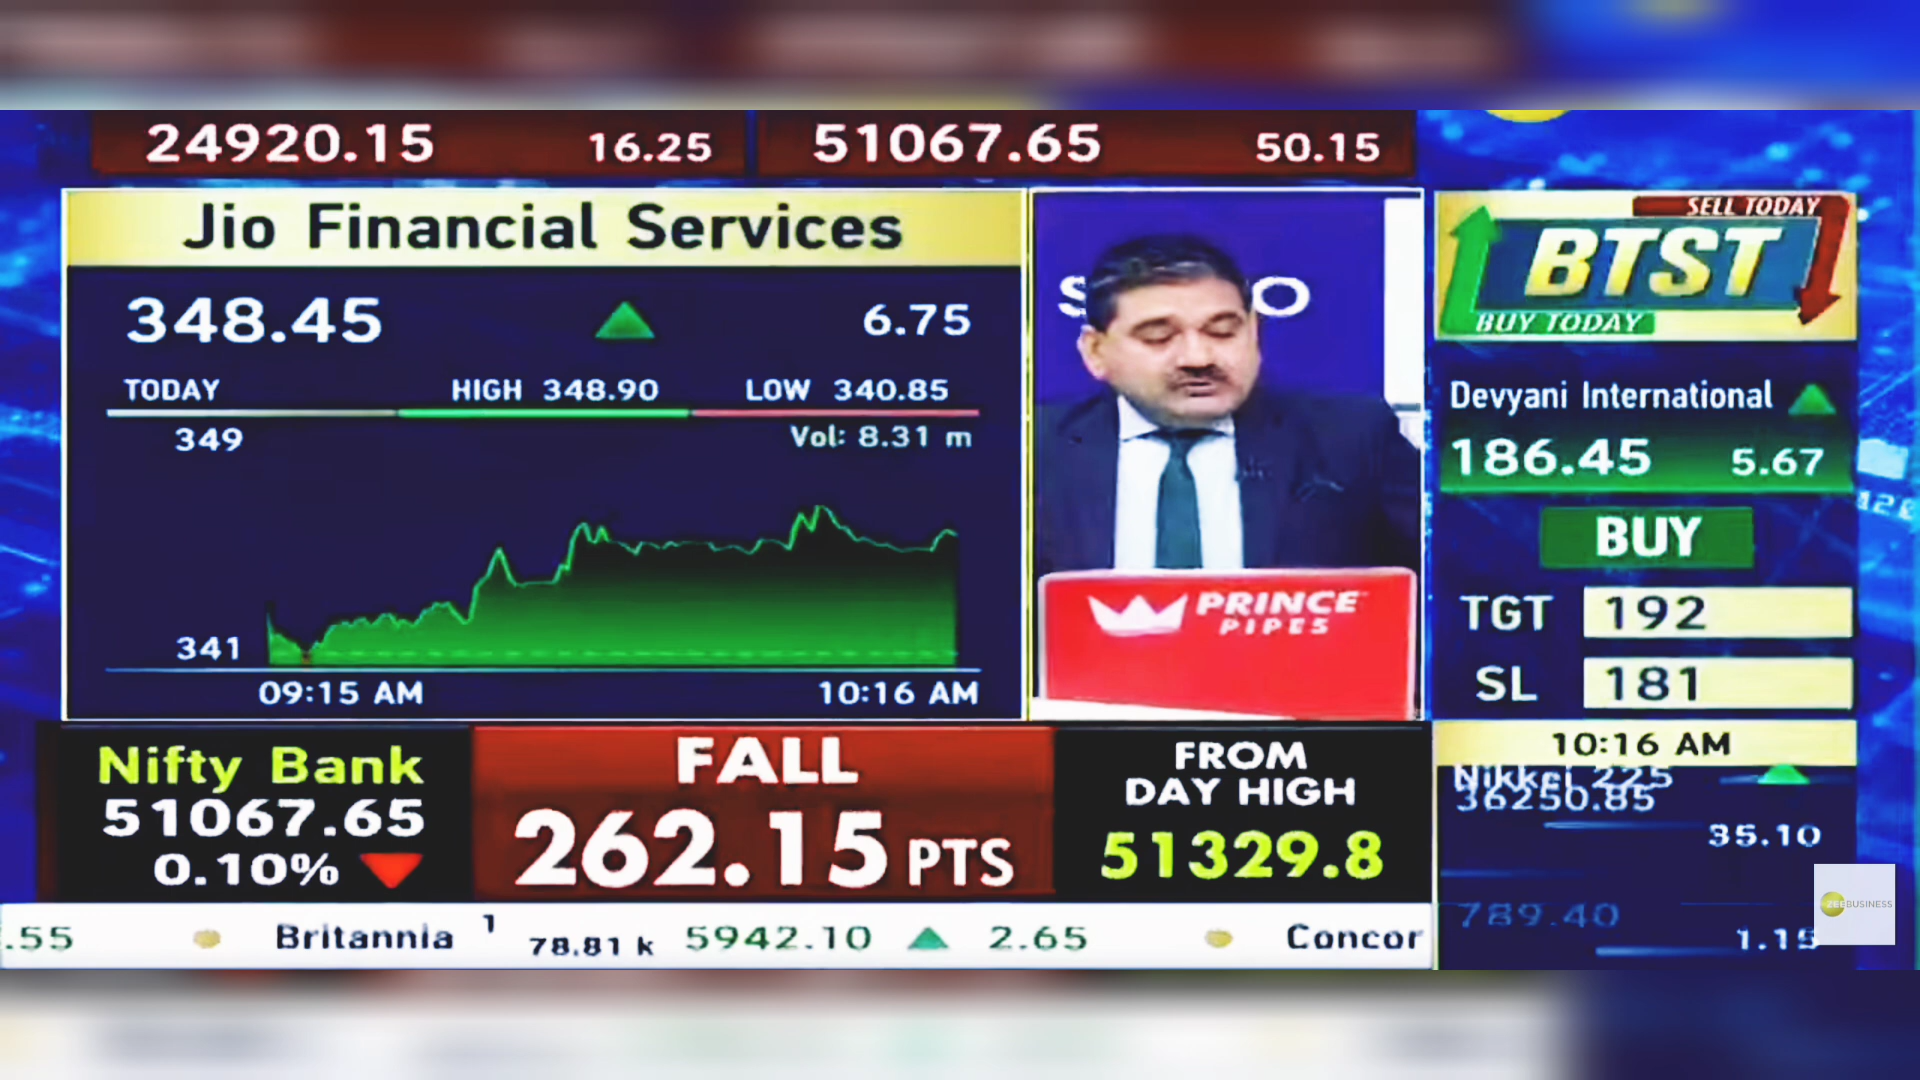 24920.15 16.25 51067.65 50.15
Jio Financial Services
348.45 6.75
TODAY HIGH 348.90 LOW 340.85
349 Vol: 8.31 m
341
09:15 AM 10:16 AM
PRINCE
PIPES
SELL TODAY
BTST
BUY TODAY
Devyani International
186.45 5.67
BUY
TGT 192
SL 181
10:16 AM
Nikkei 225
36250.85
35.10
789.40
1.15
ZEEBUSINESS
Nifty Bank
51067.65
0.10%
FALL
262.15 PTS
FROM
DAY HIGH
51329.8
.55 Britannia 1 78.81 k 5942.10 2.65 Concor